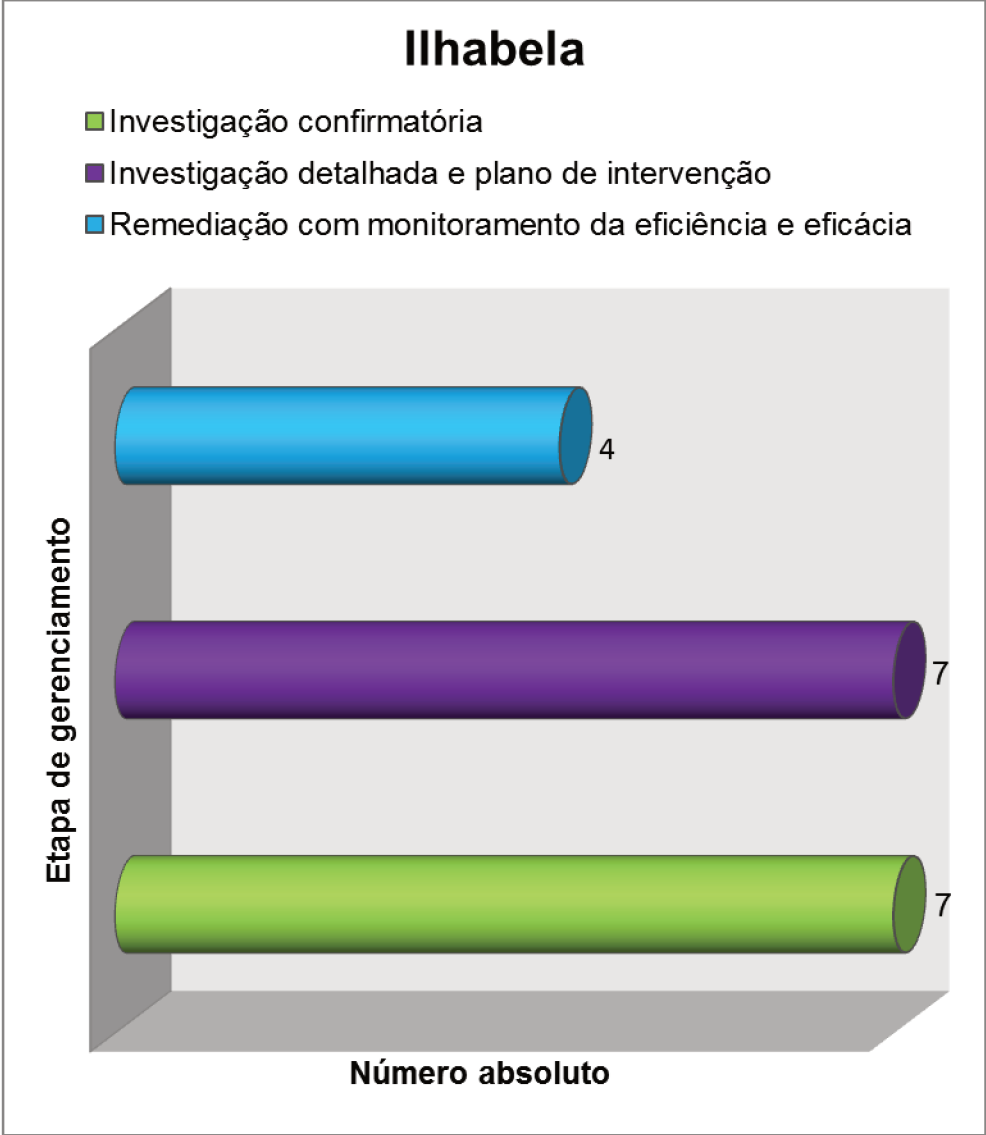 Ilhabela
Investigação confirmatória
Investigação detalhada e plano de intervenção
Remediação com monitoramento da eficiência e eficácia
Etapa de gerenciamento
4
7
7
Número absoluto